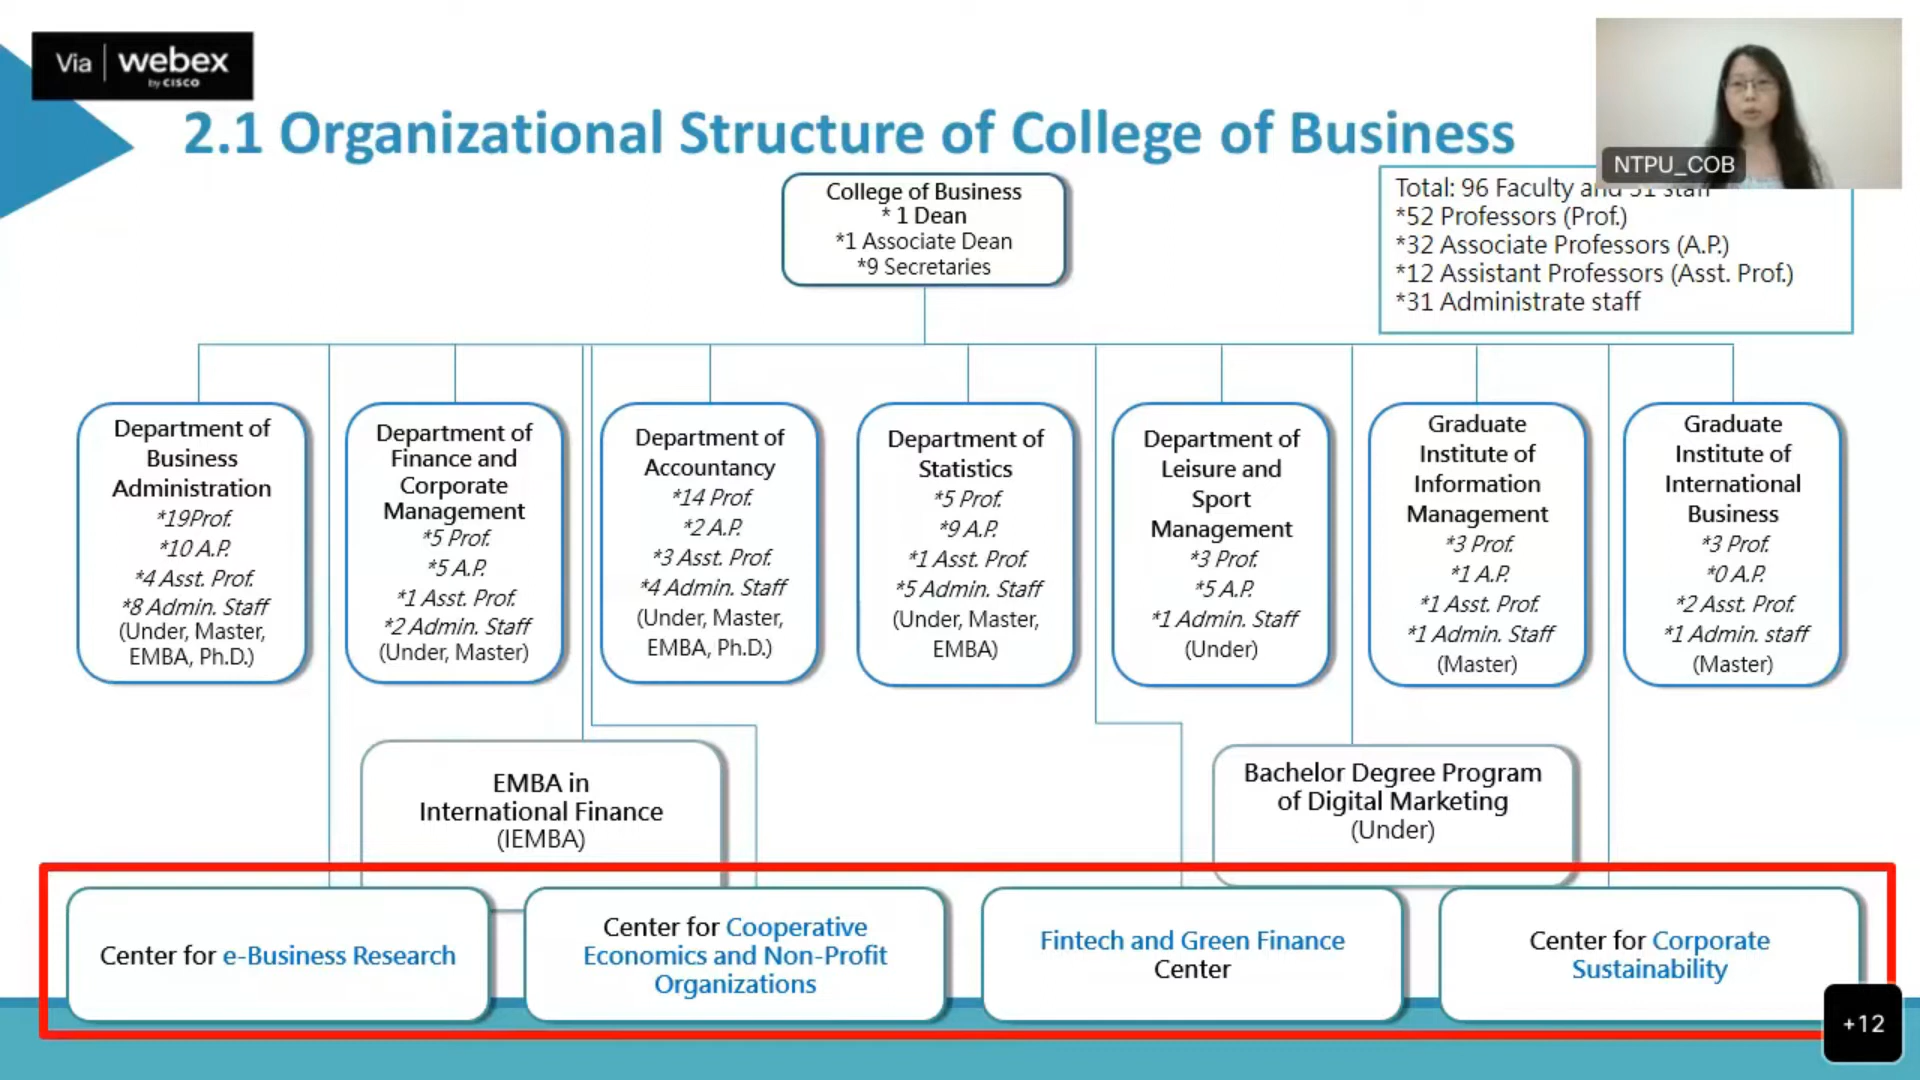 Via webex
by CISCO
2.1 Organizational Structure of College of Business
NTPU_COB
College of Business
* 1 Dean
*1 Associate Dean
*9 Secretaries
Total: 96 Faculty and 31 staff
*52 Professors (Prof.)
*32 Associate Professors (A.P.)
*12 Assistant Professors (Asst. Prof.)
*31 Administrate staff
Department of
Business
Administration
*19Prof.
*10 A.P.
*4 Asst. Prof.
*8 Admin. Staff
(Under, Master,
EMBA, Ph.D.)
Department of
Finance and
Corporate
Management
*5 Prof.
*5 A.P.
*1 Asst. Prof.
*2 Admin. Staff
(Under, Master)
Department of
Accountancy
*14 Prof.
*2 A.P.
*3 Asst. Prof.
*4 Admin. Staff
(Under, Master,
EMBA, Ph.D.)
Department of
Statistics
*5 Prof.
*9 A.P.
*1 Asst. Prof.
*5 Admin. Staff
(Under, Master,
EMBA)
Department of
Leisure and
Sport
Management
*3 Prof.
*5 A.P.
*1 Admin. Staff
(Under)
Graduate
Institute of
Information
Management
*3 Prof.
*1 A.P.
*1 Asst. Prof.
*1 Admin. Staff
(Master)
Graduate
Institute of
International
Business
*3 Prof.
*0 A.P.
*2 Asst. Prof.
*1 Admin. staff
(Master)
EMBA in
International Finance
(IEMBA)
Bachelor Degree Program
of Digital Marketing
(Under)
Center for e-Business Research
Center for Cooperative
Economics and Non-Profit
Organizations
Fintech and Green Finance
Center
Center for Corporate
Sustainability
+12